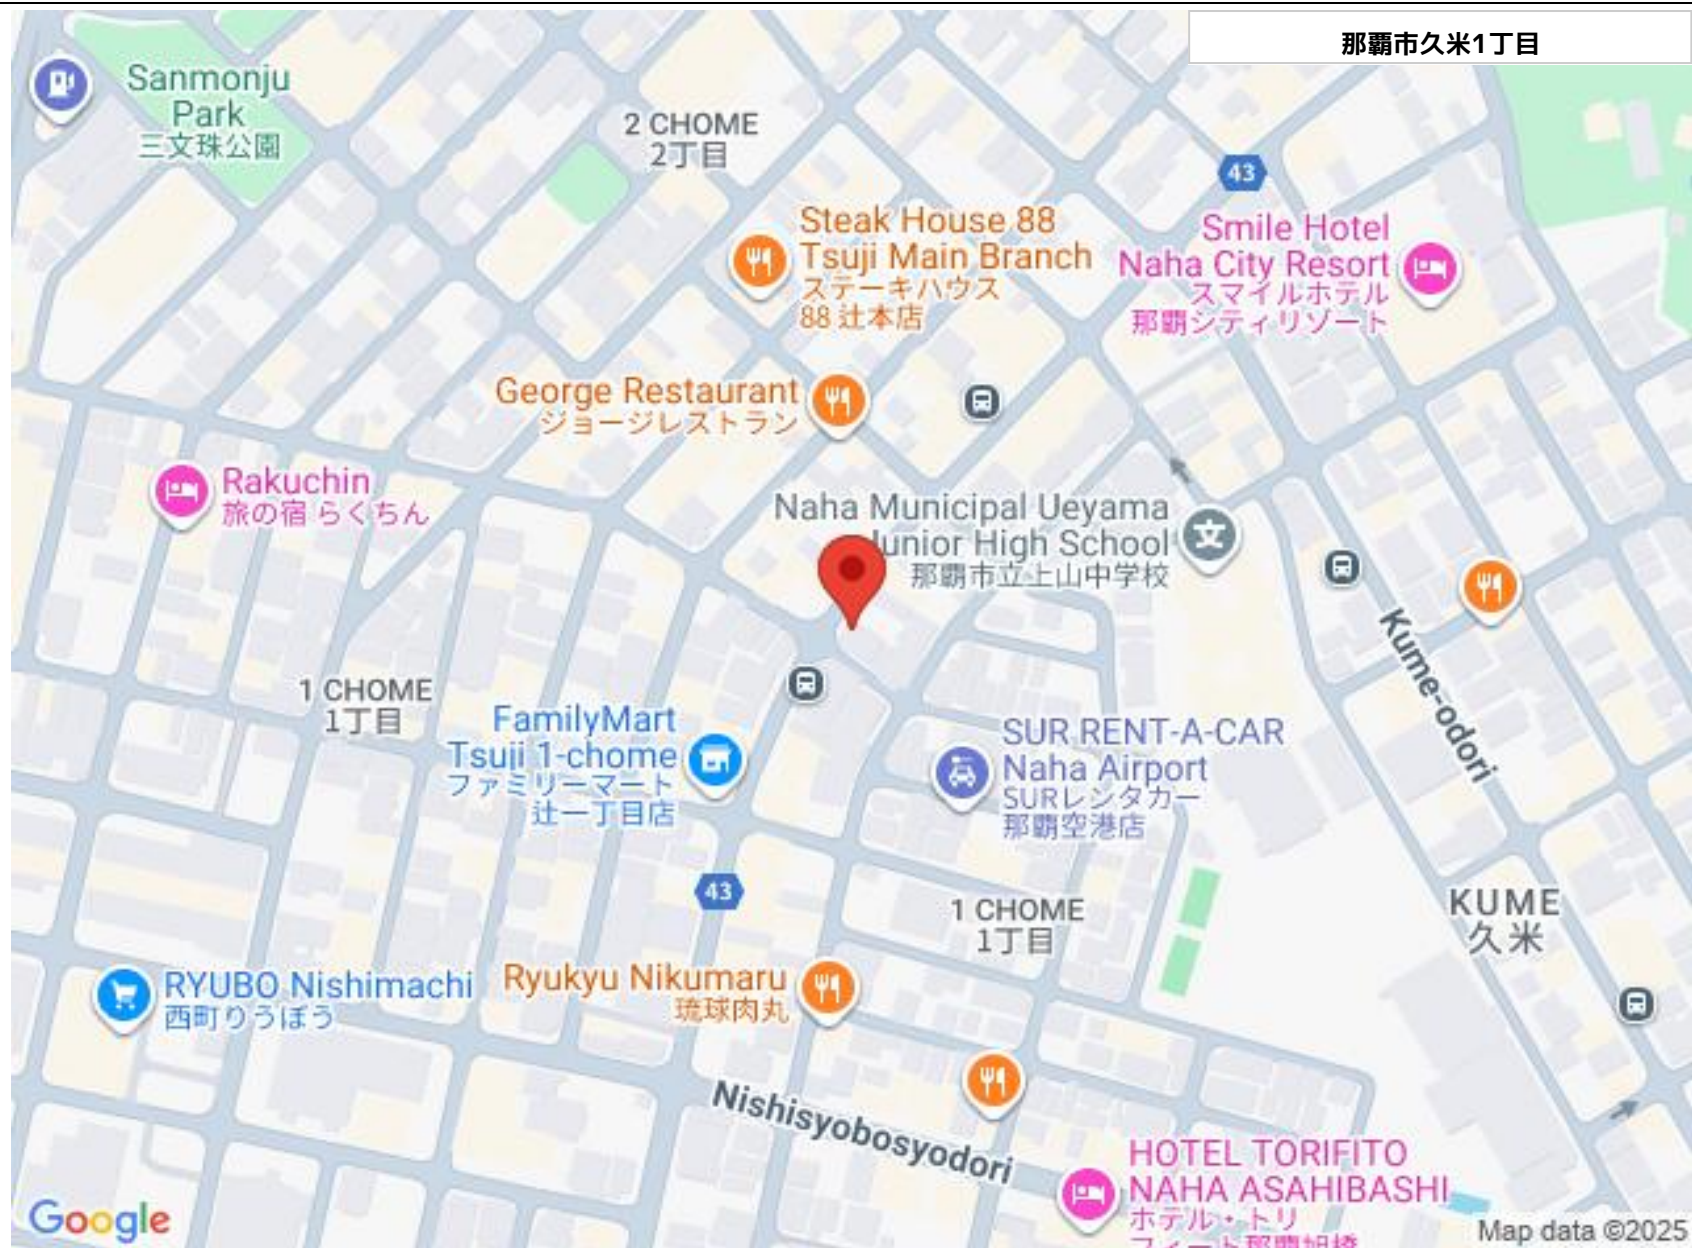 那覇市久米1丁目
Sanmonju
Park
三文珠公園
2 CHOME
2丁目
43
Steak House 88
Tsuji Main Branch
ステーキハウス
88 辻本店
Smile Hotel
Naha City Resort
スマイルホテル
那覇シティリゾート
George Restaurant
ジョージレストラン
Rakuchin
旅の宿 らくちん
Naha Municipal Ueyama
Junior High School
那覇市立上山中学校
文
Kume-odori
1 CHOME
1丁目
FamilyMart
Tsuji 1-chome
ファミリーマート
辻一丁目店
SUR RENT-A-CAR
Naha Airport
SURレンタカー
那覇空港店
43
1 CHOME
1丁目
KUME
久米
RYUBO Nishimachi
西町りうぼう
Ryukyu Nikumaru
琉球肉丸
Nishisyobosyodori
HOTEL TORIFITO
NAHA ASAHIBASHI
ホテル・トリ
フィート那覇旭橋
Google
Map data ©2025